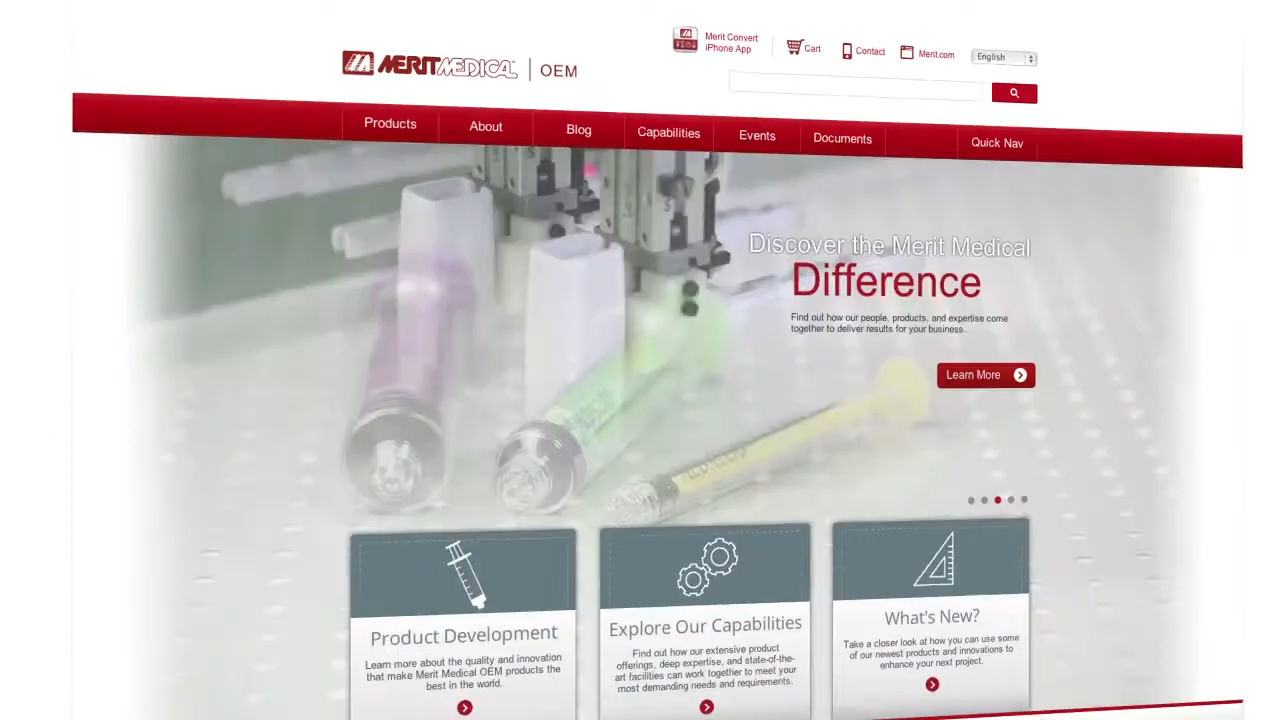 Merit Convert
iPhone App
Cart
Contact
Merit.com
English
MERITMEDICAL
OEM
Products
About
Blog
Capabilities
Events
Documents
Quick Nav
Discover the Merit Medical
Difference
Find out how our people, products, and expertise come
together to deliver results for your business.
Learn More
Product Development
Learn more about the quality and innovation
that make Merit Medical OEM products the
best in the world.
Explore Our Capabilities
Find out how our extensive product
offerings, deep expertise, and state-of-the-
art facilities can work together to meet your
most demanding needs and requirements.
What's New?
Take a closer look at how you can use some
of our newest products and innovations to
enhance your next project.